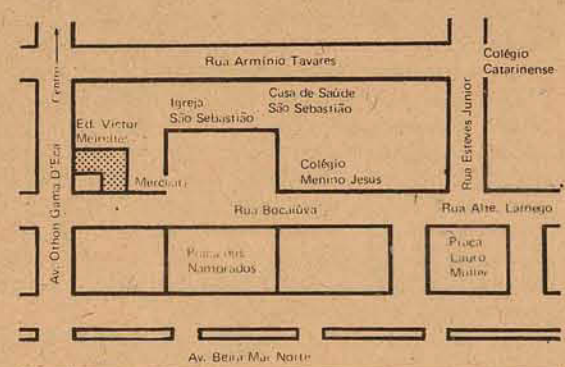 Rua Armínio Tavares
Colégio
Catarinense
Centro
Casa de Saúde
São Sebastião
Igreja
São Sebastião
Ed. Victor
Meirelles
Rua Esteves Junior
Colégio
Menino Jesus
Mercúrio
Av. Othon Gama D'Eça
Rua Bocaiúva
Rua Alte. Lamego
Praça dos
Namorados
Praça
Lauro
Muller
Av. Beira Mar Norte